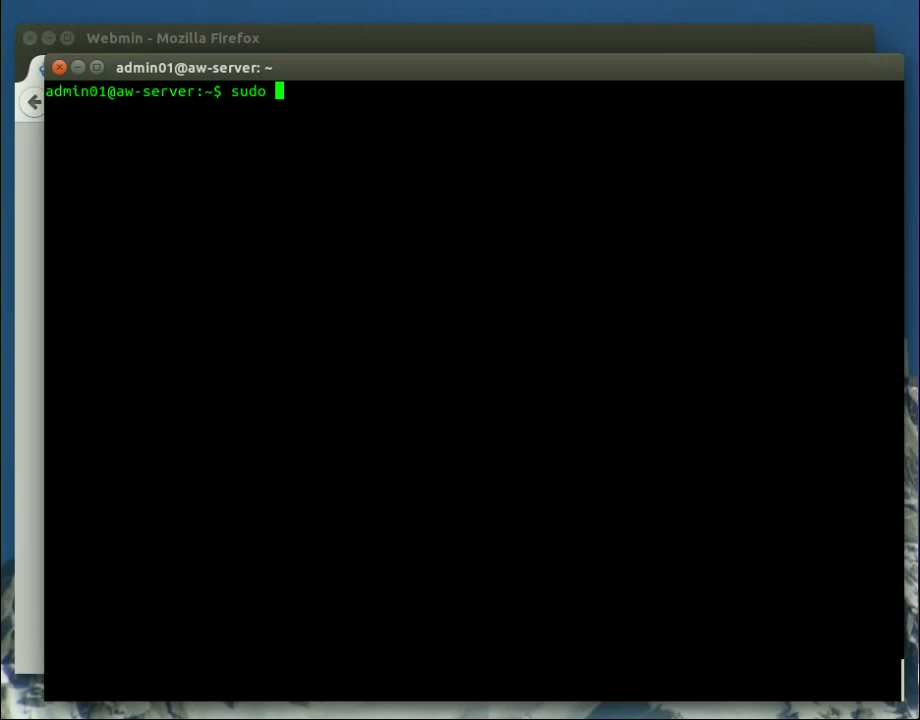 Webmin - Mozilla Firefox
admin01@aw-server: ~
admin01@aw-server:~$ sudo